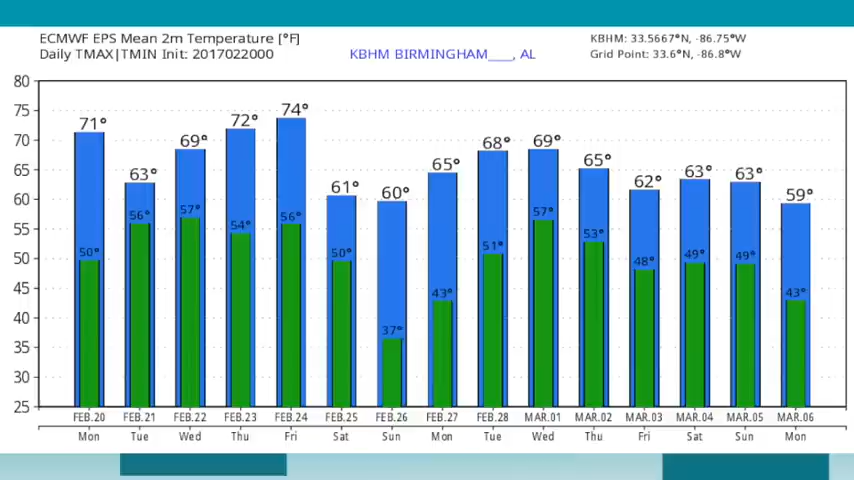 ECMWF EPS Mean 2m Temperature [°F]
Daily TMAX|TMIN Init: 2017022000
KBHM BIRMINGHAM____, AL
KBHM: 33.5667°N, -86.75°W
Grid Point: 33.6°N, -86.8°W
80
75
70
65
60
55
50
45
40
35
30
25
71° 63° 69° 72° 74° 61° 60° 65° 68° 69° 65° 62° 63° 63° 59°
50° 56° 57° 54° 56° 50° 37° 43° 51° 57° 53° 48° 49° 49° 43°
FEB.20 FEB.21 FEB.22 FEB.23 FEB.24 FEB.25 FEB.26 FEB.27 FEB.28 MAR.01 MAR.02 MAR.03 MAR.04 MAR.05 MAR.06
Mon Tue Wed Thu Fri Sat Sun Mon Tue Wed Thu Fri Sat Sun Mon